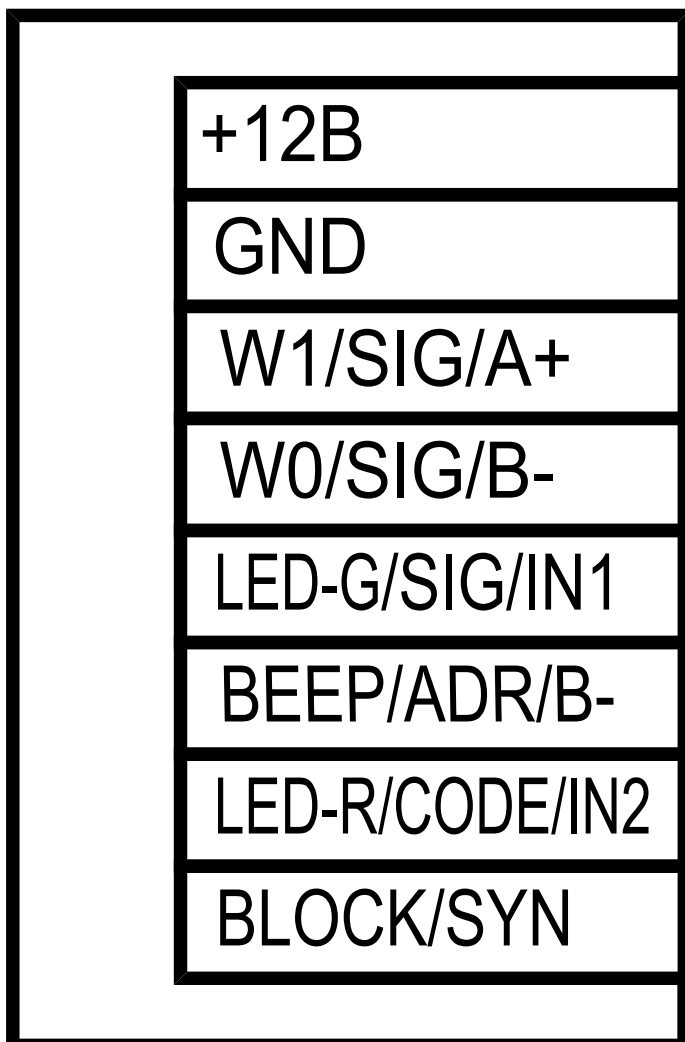 +12B
GND
W1/SIG/A+
W0/SIG/B-
LED-G/SIG/IN1
BEEP/ADR/B-
LED-R/CODE/IN2
BLOCK/SYN